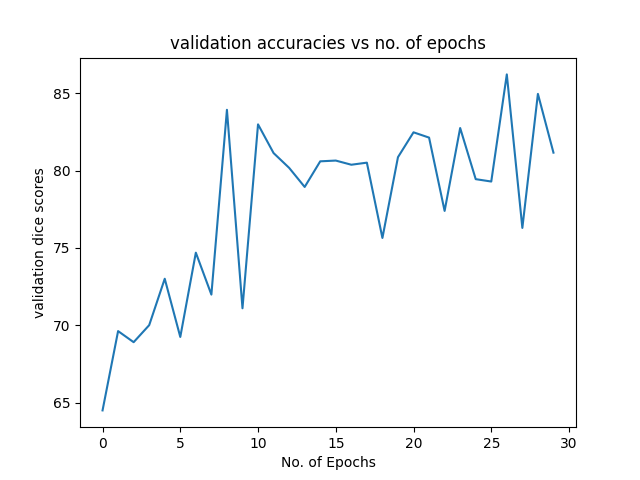 validation accuracies vs no. of epochs
85
80
75
70
65
validation dice scores
0 5 10 15 20 25 30
No. of Epochs